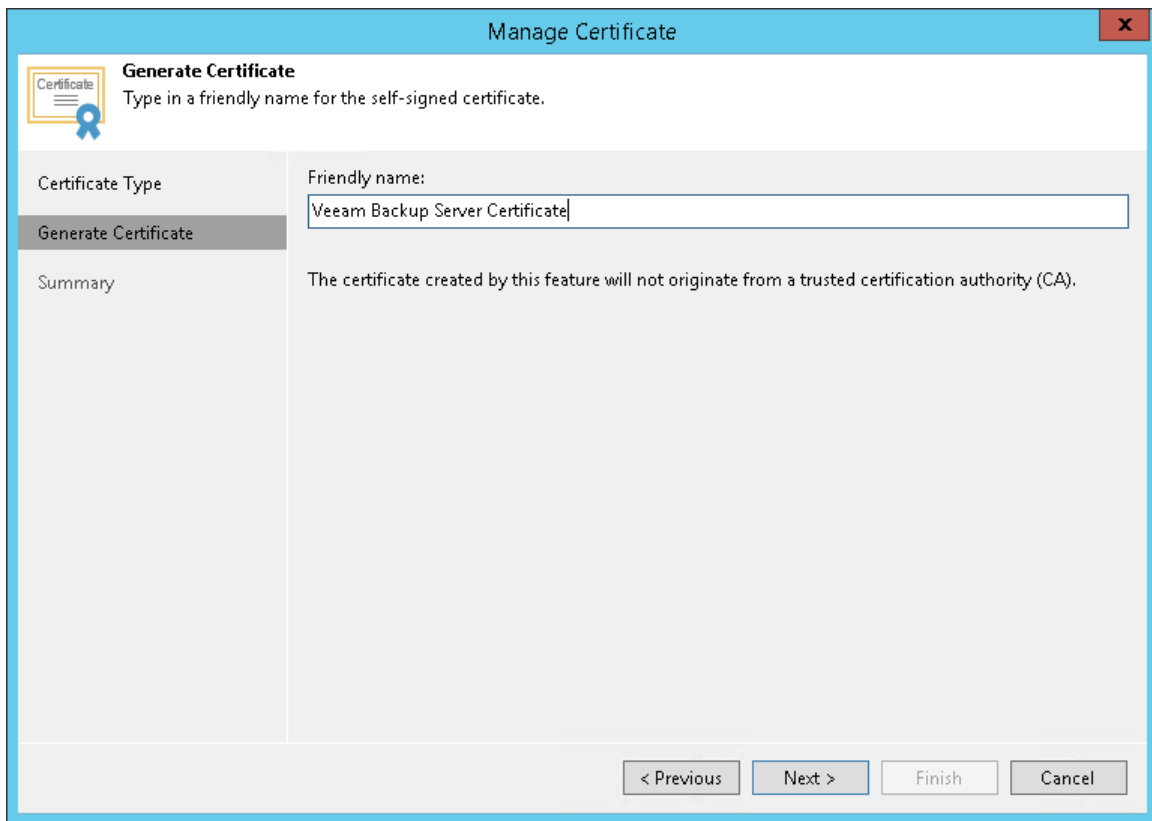 Manage Certificate
x
Certificate
Generate Certificate
Type in a friendly name for the self-signed certificate.
Certificate Type
Generate Certificate
Summary
Friendly name:
Veeam Backup Server Certificate
The certificate created by this feature will not originate from a trusted certification authority (CA).
< Previous
Next >
Finish
Cancel